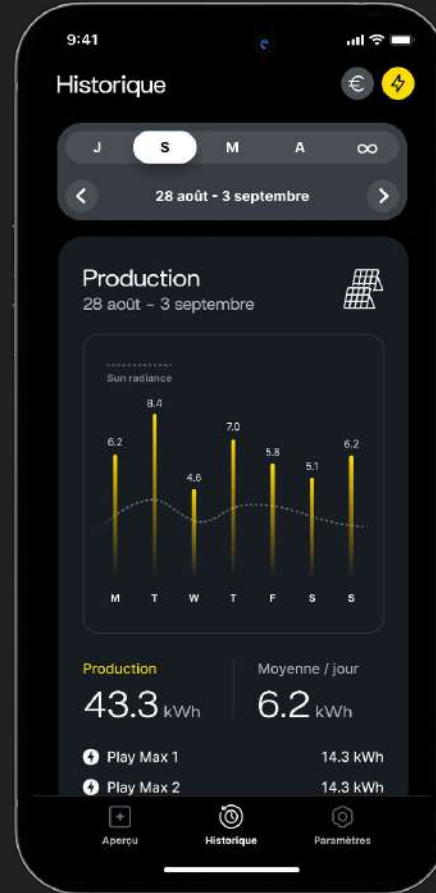 9:41
Historique
€
J S M A ∞
28 août - 3 septembre
Production
28 août – 3 septembre
Sun radiance
8.4
7.0
6.2
6.2
5.8
5.1
4.6
M T W T F S S
Production
Moyenne / jour
43.3 kWh
6.2 kWh
Play Max 1
14.3 kWh
Play Max 2
14.3 kWh
Aperçu
Historique
Paramètres